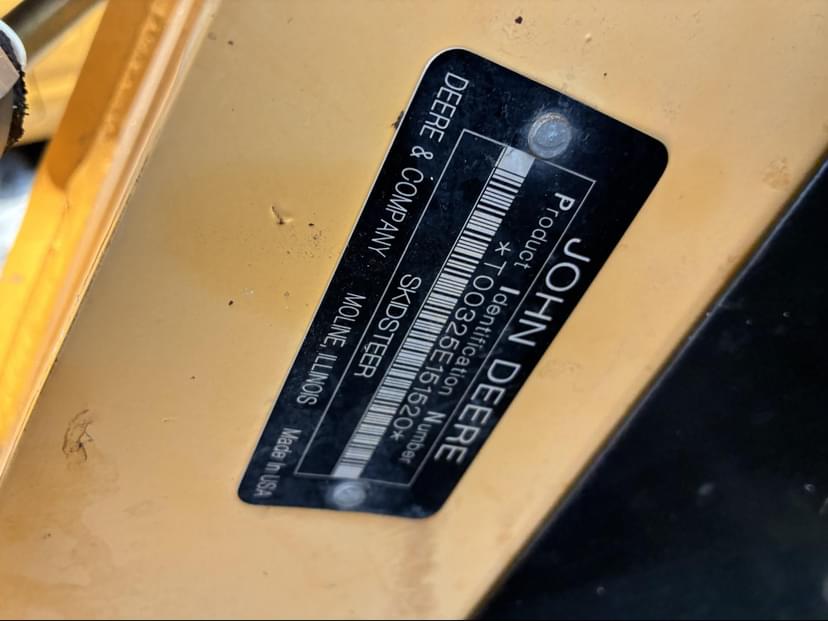 JOHN DEERE
Product Identification Number
*T00325E151520*
SKIDSTEER
DEERE & COMPANY MOLINE, ILLINOIS Made in USA